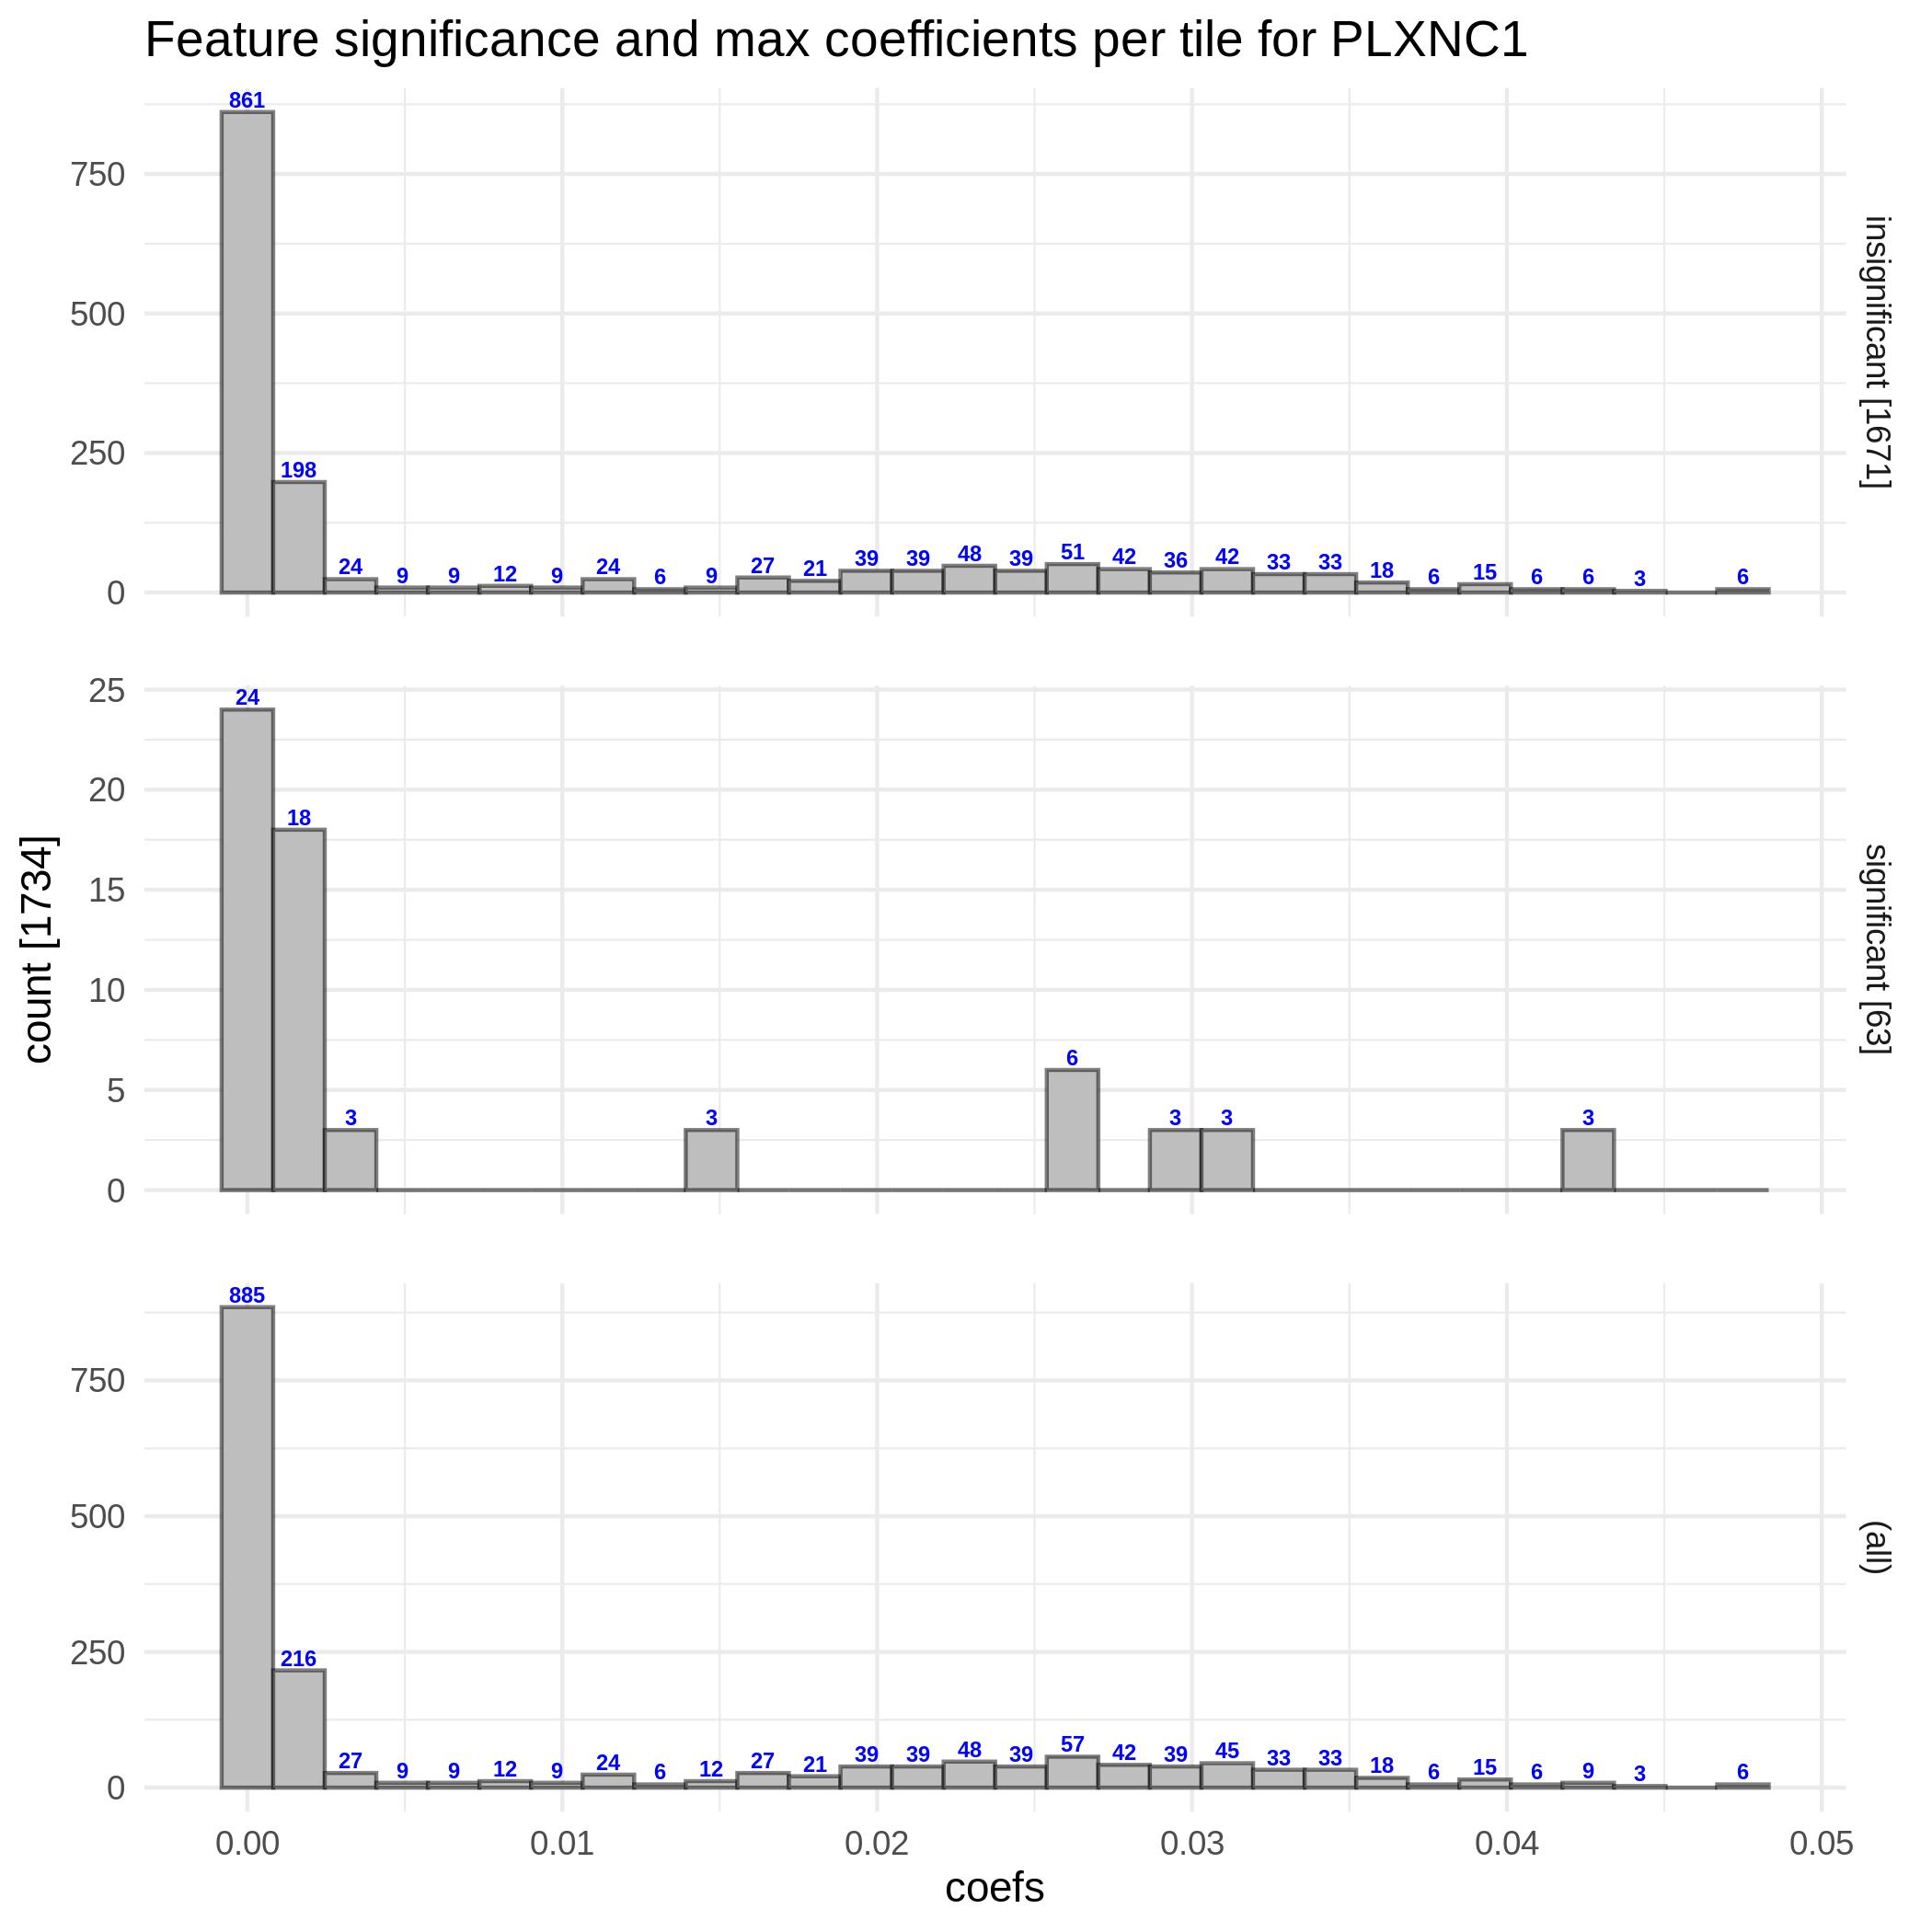 Feature significance and max coefficients per tile for PLXNC1
861
750
500
250
0
198 24 9 9 12 9 24 6 9 27 21 39 39 48 39 51 42 36 42 33 33 18 6 15 6 6 3 6
insignificant [1671]
count [1734]
25
20
15
10
5
0
24 18 3 3 6 3 3 3
significant [63]
885
750
500
250
0
216 27 9 9 12 9 24 6 12 27 21 39 39 48 39 57 42 39 45 33 33 18 6 15 6 9 3 6
(all)
0.00 0.01 0.02 0.03 0.04 0.05
coefs